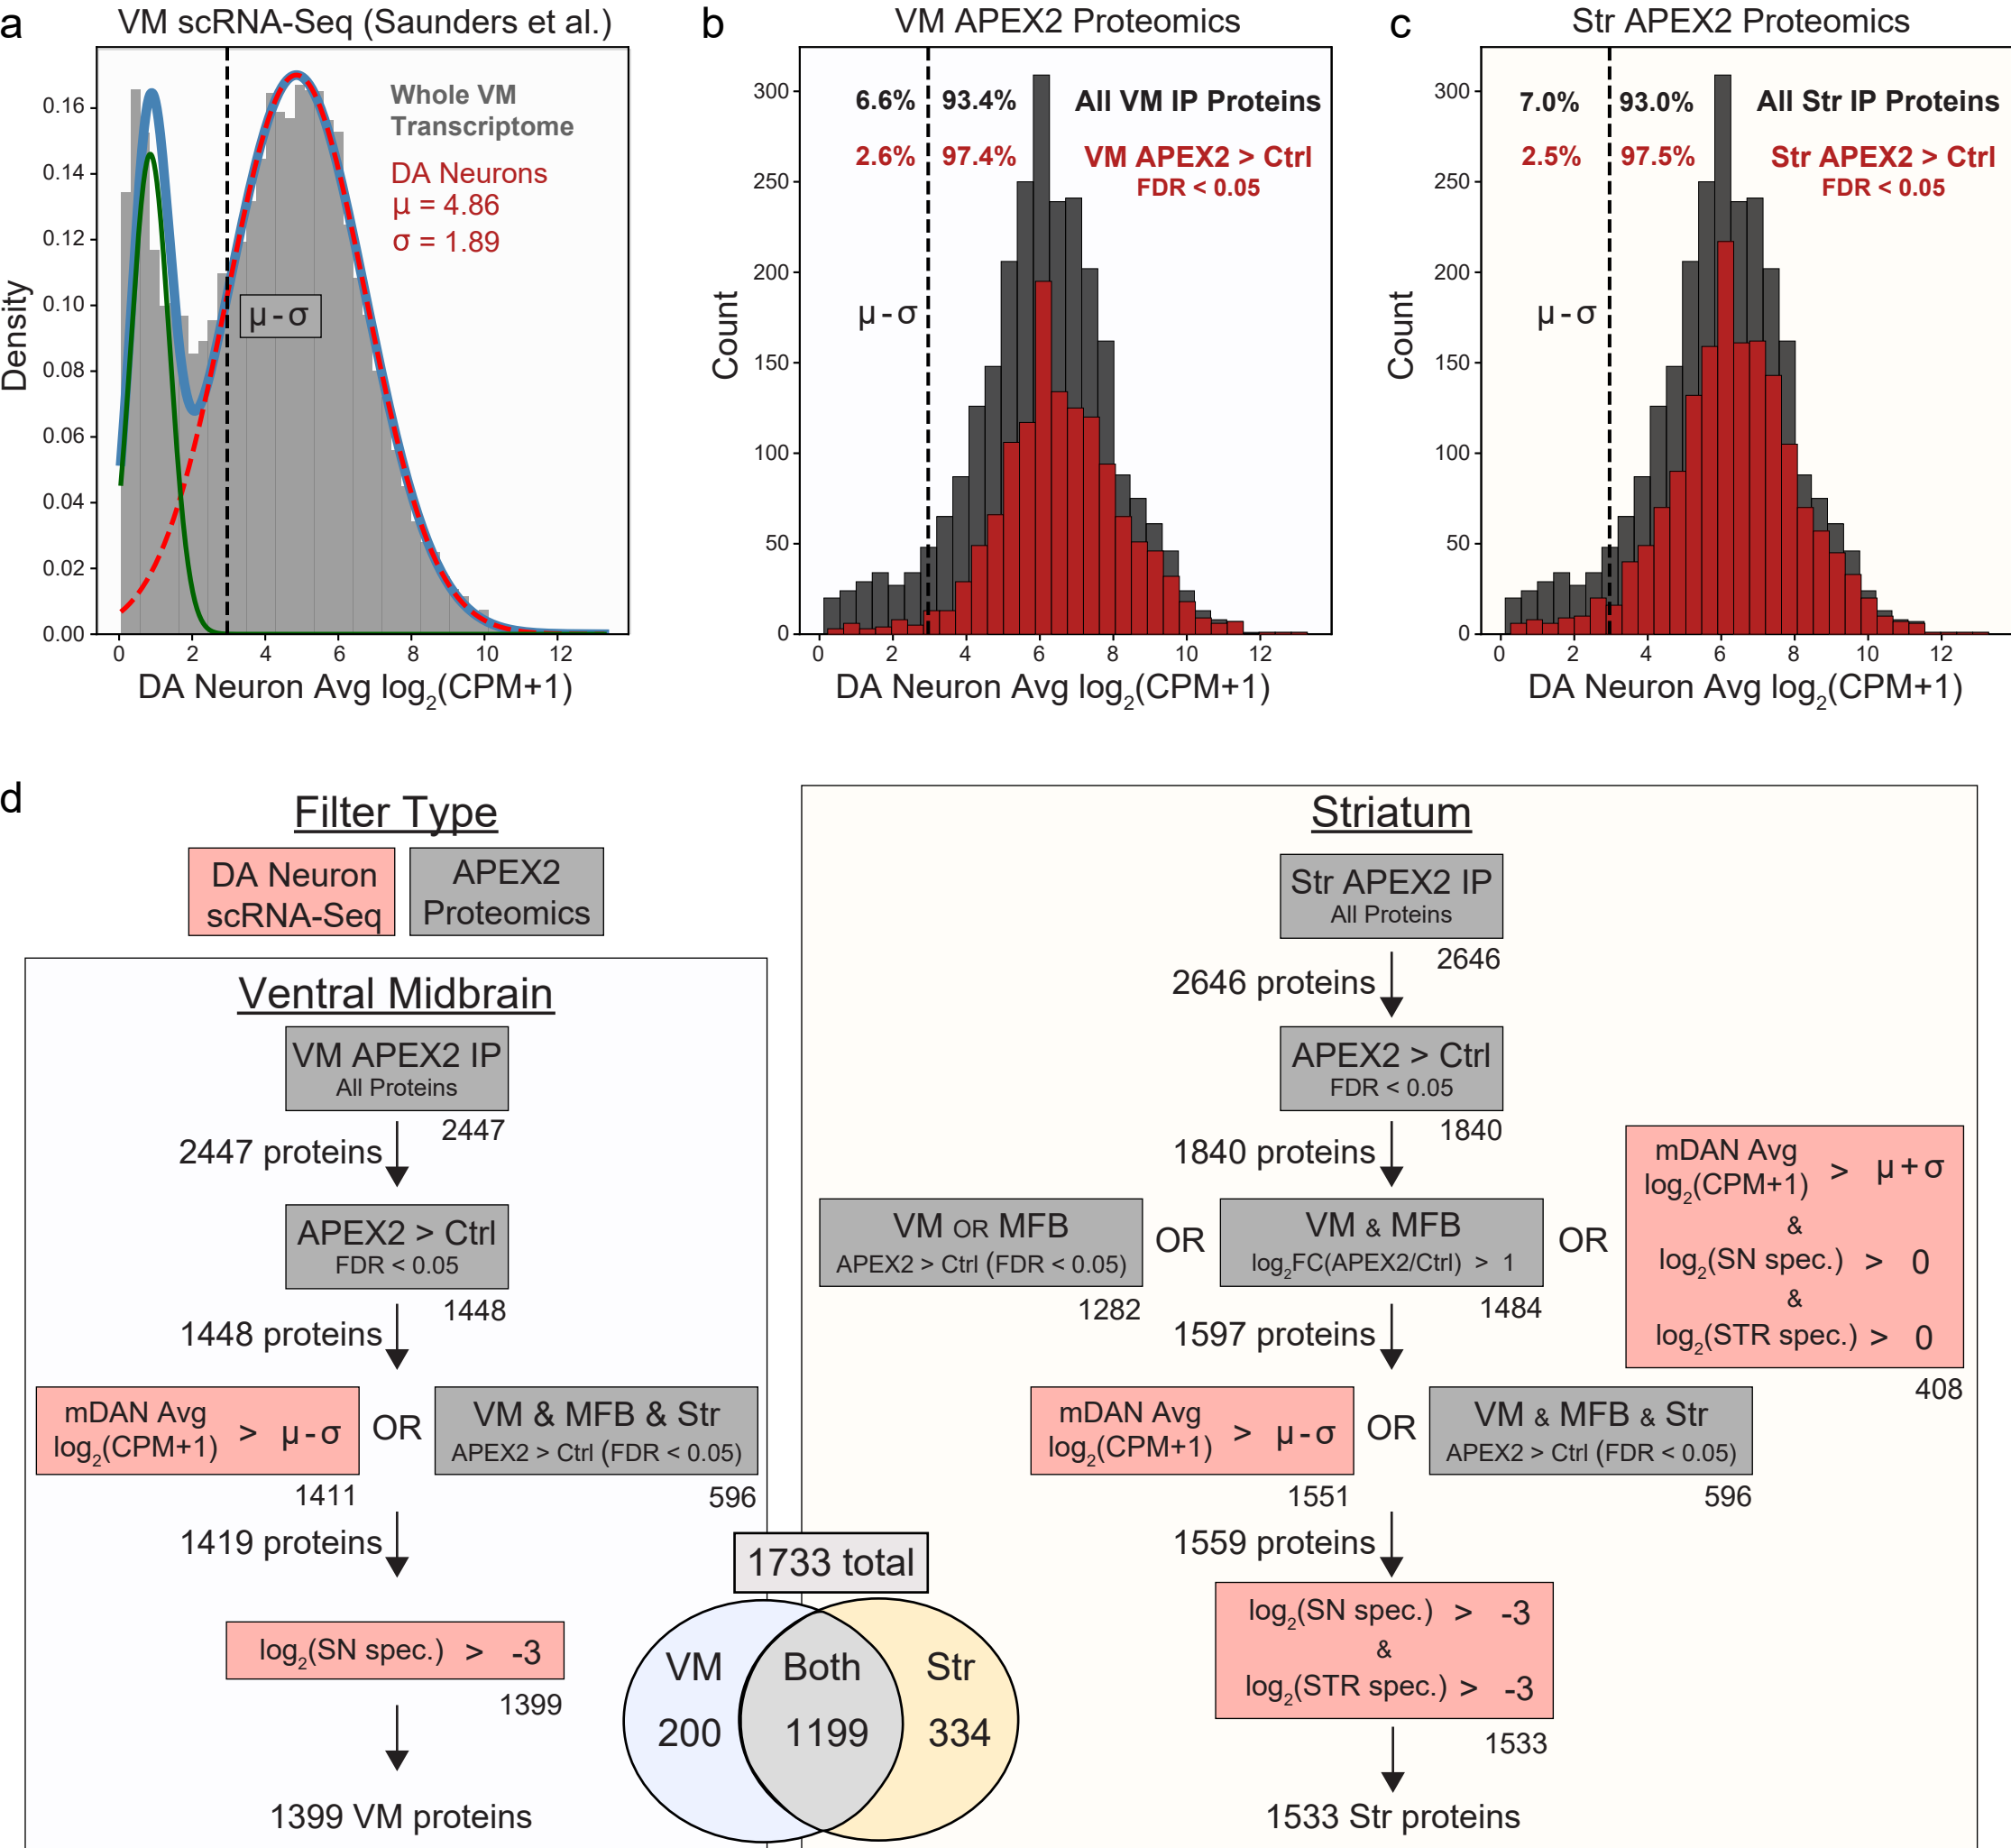 a
VM scRNA-Seq (Saunders et al.)
Density
0.16
0.14
0.12
0.10
0.08
0.06
0.04
0.02
0.00
Whole VM
Transcriptome
DA Neurons
μ = 4.86
σ = 1.89
μ - σ
0 2 4 6 8 10 12
DA Neuron Avg log2(CPM+1)
b
VM APEX2 Proteomics
Count
300
250
200
150
100
50
0
6.6% 93.4% All VM IP Proteins
2.6% 97.4% VM APEX2 > Ctrl
FDR < 0.05
μ - σ
0 2 4 6 8 10 12
DA Neuron Avg log2(CPM+1)
c
Str APEX2 Proteomics
Count
300
250
200
150
100
50
0
7.0% 93.0% All Str IP Proteins
2.5% 97.5% Str APEX2 > Ctrl
FDR < 0.05
μ - σ
0 2 4 6 8 10 12
DA Neuron Avg log2(CPM+1)
d
Filter Type
DA Neuron
scRNA-Seq
APEX2
Proteomics
Ventral Midbrain
VM APEX2 IP
All Proteins
2447
2447 proteins
APEX2 > Ctrl
FDR < 0.05
1448
1448 proteins
mDAN Avg
log2(CPM+1) > μ - σ
1411
OR
VM & MFB & Str
APEX2 > Ctrl (FDR < 0.05)
596
1419 proteins
log2(SN spec.) > -3
1399
1399 VM proteins
1733 total
VM Both Str
200 1199 334
Striatum
Str APEX2 IP
All Proteins
2646
2646 proteins
APEX2 > Ctrl
FDR < 0.05
1840
1840 proteins
VM OR MFB
APEX2 > Ctrl (FDR < 0.05)
1282
OR
VM & MFB
log2FC(APEX2/Ctrl) > 1
1484
OR
mDAN Avg
log2(CPM+1) > μ + σ
&
log2(SN spec.) > 0
&
log2(STR spec.) > 0
408
1597 proteins
mDAN Avg
log2(CPM+1) > μ - σ
1551
OR
VM & MFB & Str
APEX2 > Ctrl (FDR < 0.05)
596
1559 proteins
log2(SN spec.) > -3
&
log2(STR spec.) > -3
1533
1533 Str proteins